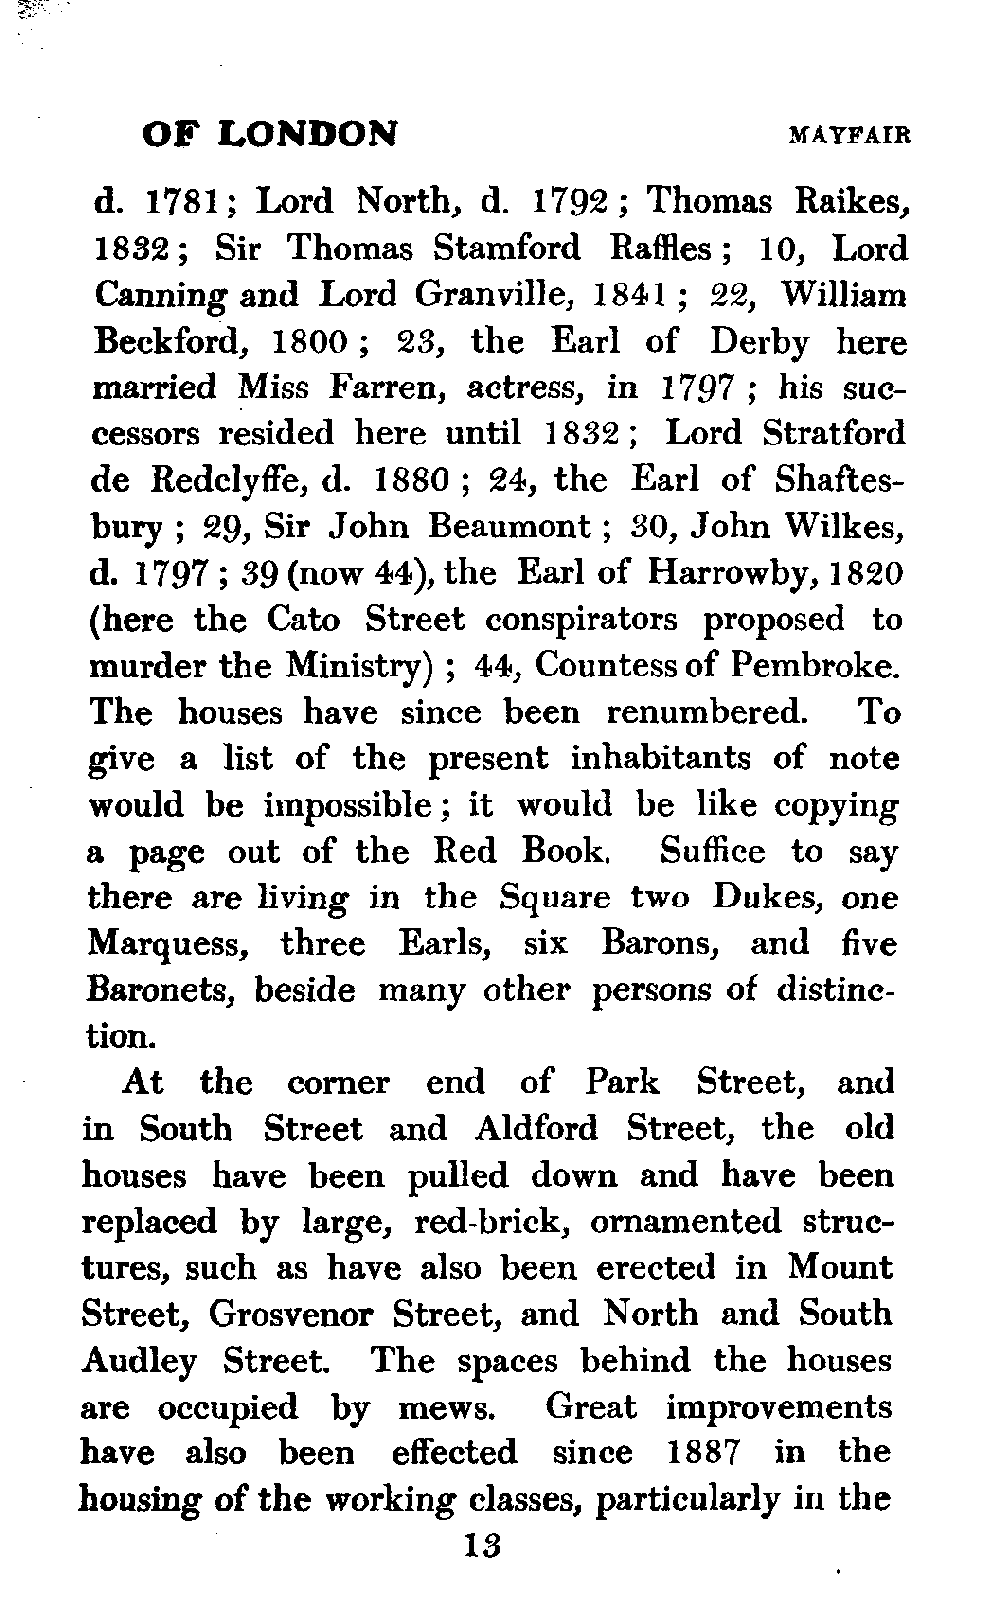 OF LONDON MAYFAIR
d. 1781; Lord North, d. 1792; Thomas Raikes,
1832; Sir Thomas Stamford Raffles; 10, Lord
Canning and Lord Granville, 1841; 22, William
Beckford, 1800; 23, the Earl of Derby here
married Miss Farren, actress, in 1797; his suc-
cessors resided here until 1832; Lord Stratford
de Redclyffe, d. 1880; 24, the Earl of Shaftes-
bury; 29, Sir John Beaumont; 30, John Wilkes,
d. 1797; 39 (now 44), the Earl of Harrowby, 1820
(here the Cato Street conspirators proposed to
murder the Ministry); 44, Countess of Pembroke.
The houses have since been renumbered. To
give a list of the present inhabitants of note
would be impossible; it would be like copying
a page out of the Red Book. Suffice to say
there are living in the Square two Dukes, one
Marquess, three Earls, six Barons, and five
Baronets, beside many other persons of distinc-
tion.
At the corner end of Park Street, and
in South Street and Aldford Street, the old
houses have been pulled down and have been
replaced by large, red-brick, ornamented struc-
tures, such as have also been erected in Mount
Street, Grosvenor Street, and North and South
Audley Street. The spaces behind the houses
are occupied by mews. Great improvements
have also been effected since 1887 in the
housing of the working classes, particularly in the
13